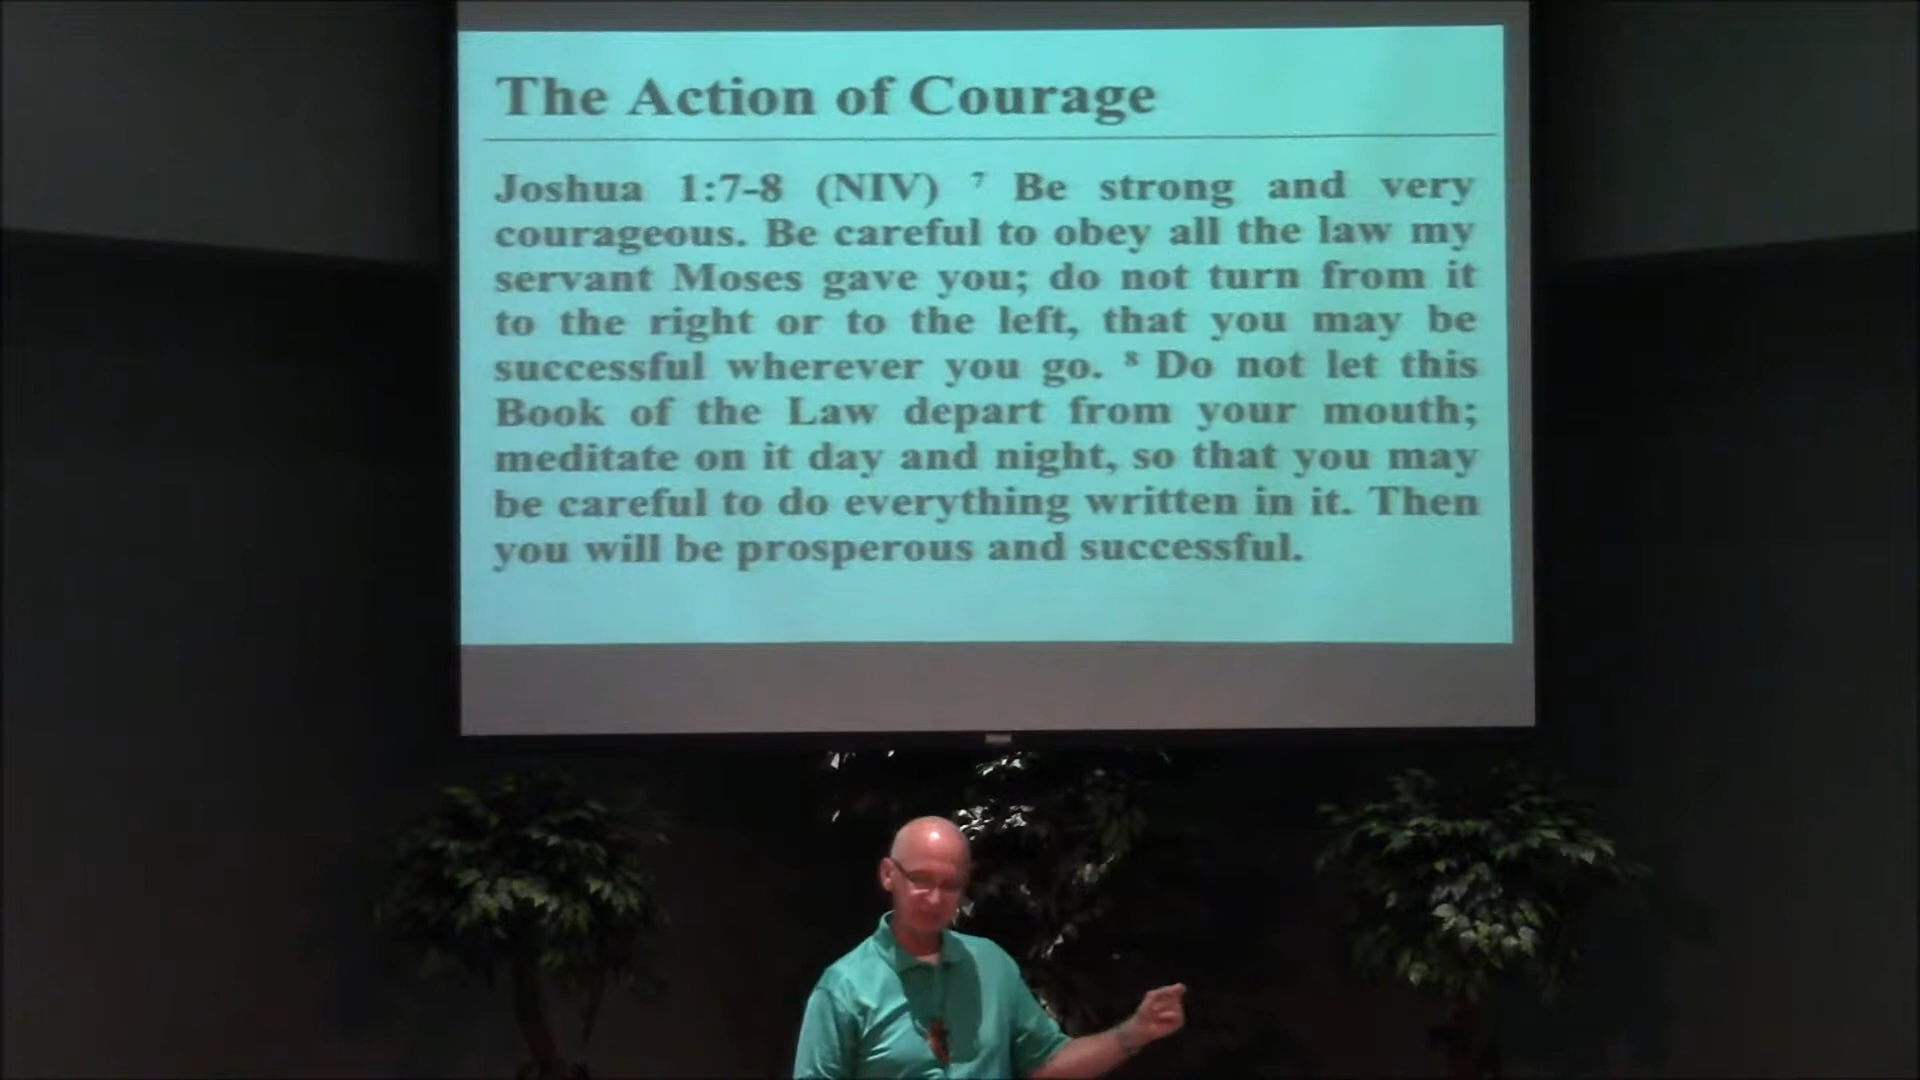 The Action of Courage
Joshua 1:7-8 (NIV) ⁷ Be strong and very
courageous. Be careful to obey all the law my
servant Moses gave you; do not turn from it
to the right or to the left, that you may be
successful wherever you go. ⁸ Do not let this
Book of the Law depart from your mouth;
meditate on it day and night, so that you may
be careful to do everything written in it. Then
you will be prosperous and successful.